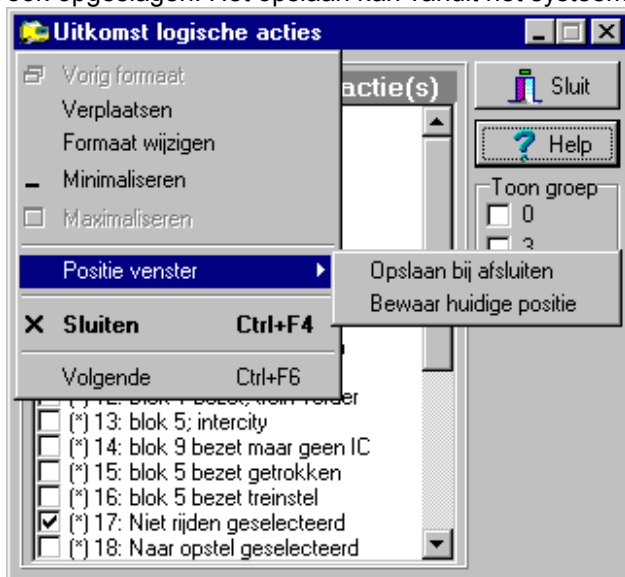 Uitkomst logische acties
actie(s)
Sluit
Help
Toon groep
0
3
Vorig formaat
Verplaatsen
Formaat wijzigen
Minimaliseren
Maximaliseren
Positie venster
Opslaan bij afsluiten
Bewaar huidige positie
Sluiten Ctrl+F4
Volgende Ctrl+F6
(*) 13: blok 5; intercity
(*) 14: blok 9 bezet maar geen IC
(*) 15: blok 5 bezet getrokken
(*) 16: blok 5 bezet treinstel
(*) 17: Niet rijden geselecteerd
(*) 18: Naar opstel geselecteerd